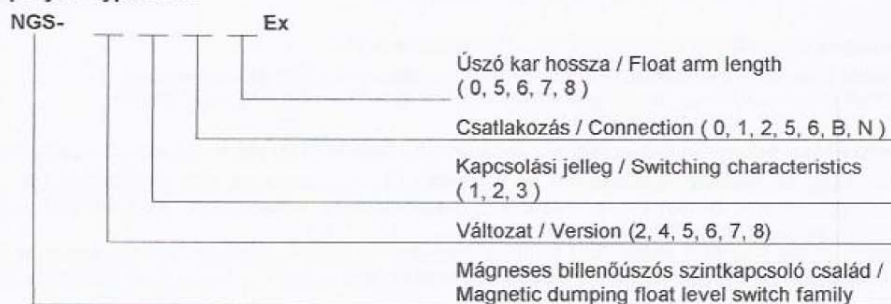 NGS- _ _ _ _ Ex
Úszó kar hossza / Float arm length
( 0, 5, 6, 7, 8 )
Csatlakozás / Connection ( 0, 1, 2, 5, 6, B, N )
Kapcsolási jelleg / Switching characteristics
( 1, 2, 3 )
Változat / Version (2, 4, 5, 6, 7, 8)
Mágneses billenőúszós szintkapcsoló család /
Magnetic dumping float level switch family